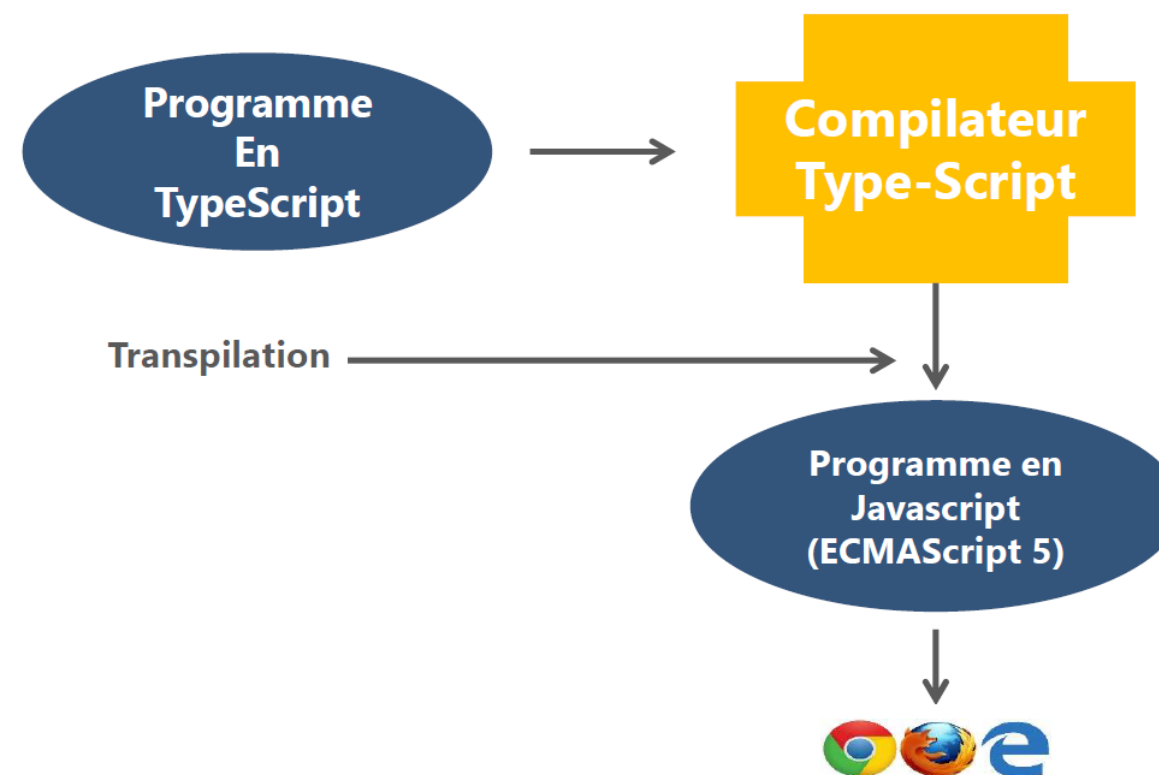 Programme
En
TypeScript
Compilateur
Type-Script
Transpilation
Programme en
Javascript
(ECMAScript 5)